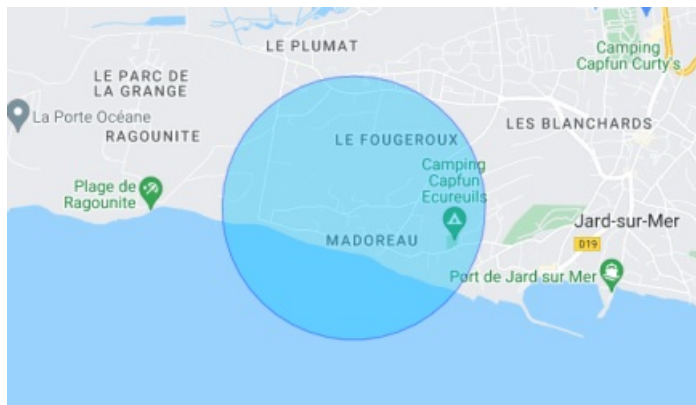 LE PLUMAT
Camping
Capfun Curty's
LE PARC DE
LA GRANGE
La Porte Océane
RAGOUNITE
LE FOUGEROUX
LES BLANCHARDS
Camping
Capfun
Ecureuils
Plage de
Ragounite
Jard-sur-Mer
MADOREAU
D19
Port de Jard sur Mer